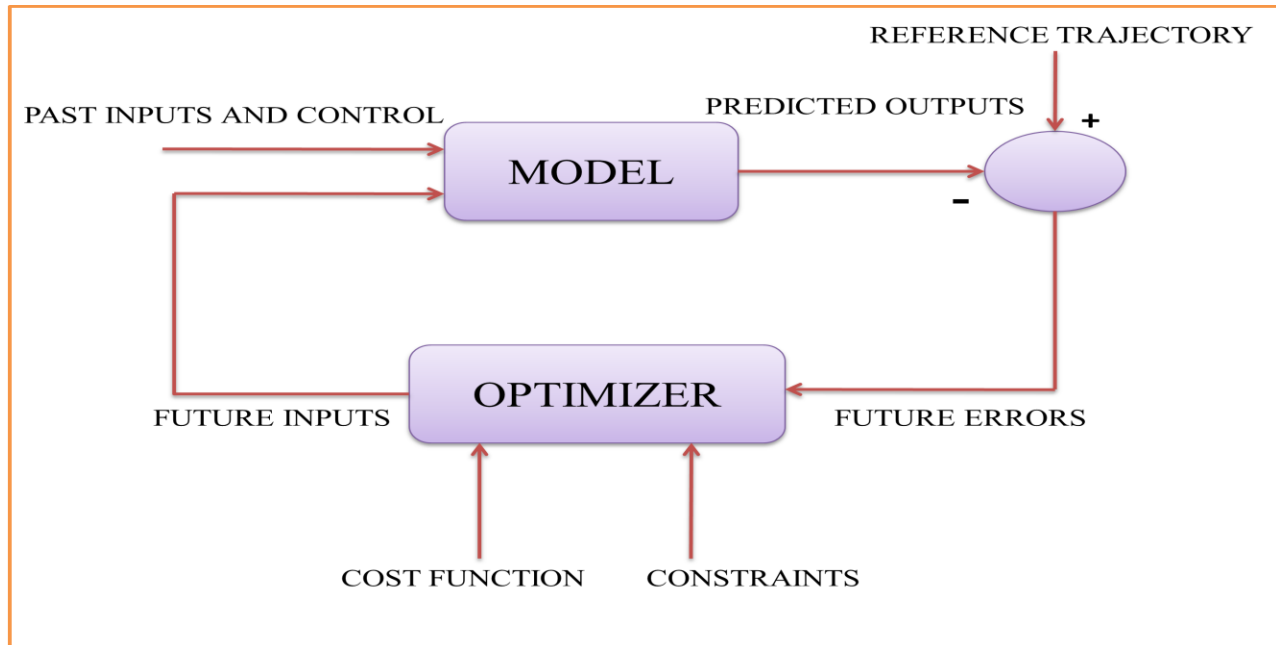 REFERENCE TRAJECTORY
PAST INPUTS AND CONTROL
PREDICTED OUTPUTS
+
MODEL
-
OPTIMIZER
FUTURE INPUTS
FUTURE ERRORS
COST FUNCTION
CONSTRAINTS